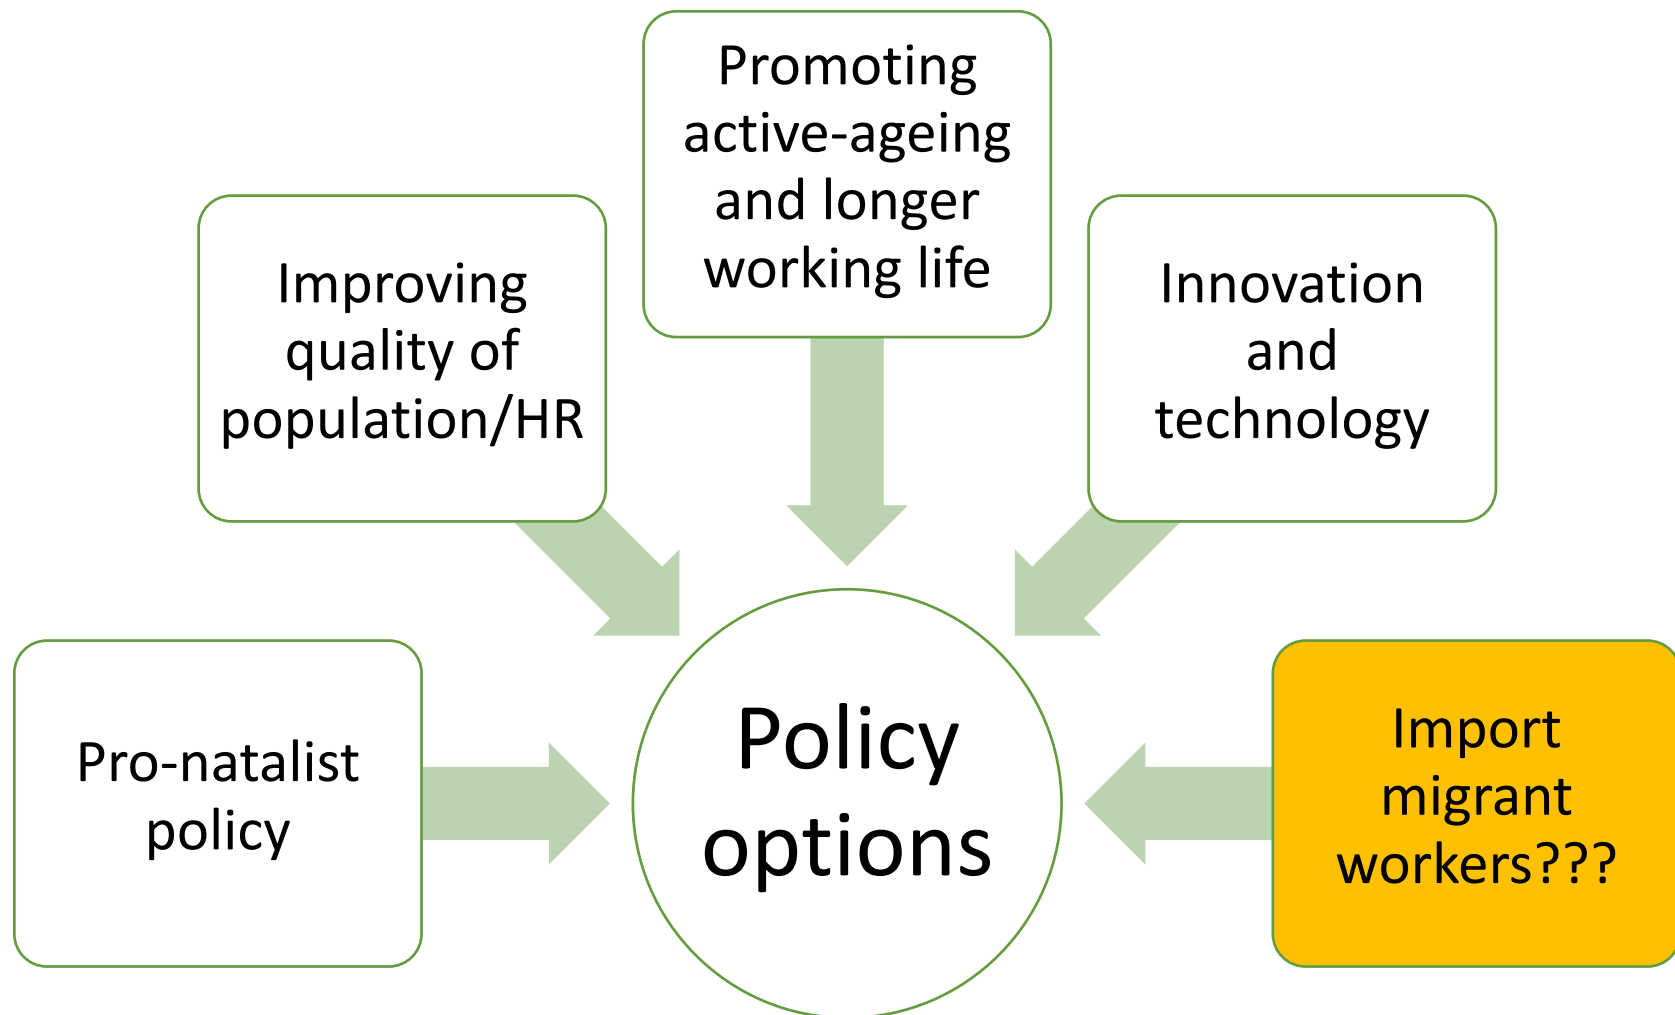 Promoting
active-ageing
and longer
working life
Improving
quality of
population/HR
Innovation
and
technology
Pro-natalist
policy
Policy
options
Import
migrant
workers???